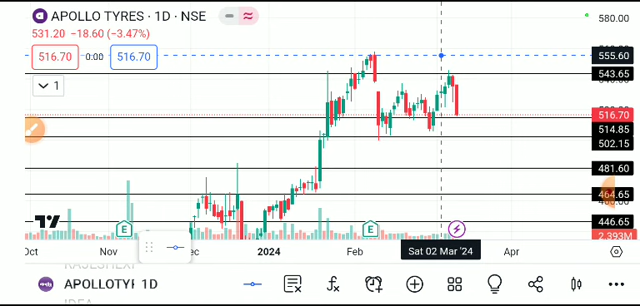 APOLLO TYRES · 1D · NSE
531.20 −18.60 (−3.47%)
516.70 0.00 516.70
1
580.00
555.60
543.65
516.70
514.85
502.15
481.60
464.65
446.65
2.393M
E E
Oct Nov Dec 2024 Feb Sat 02 Mar '24 Apr
APOLLOTYR 1D